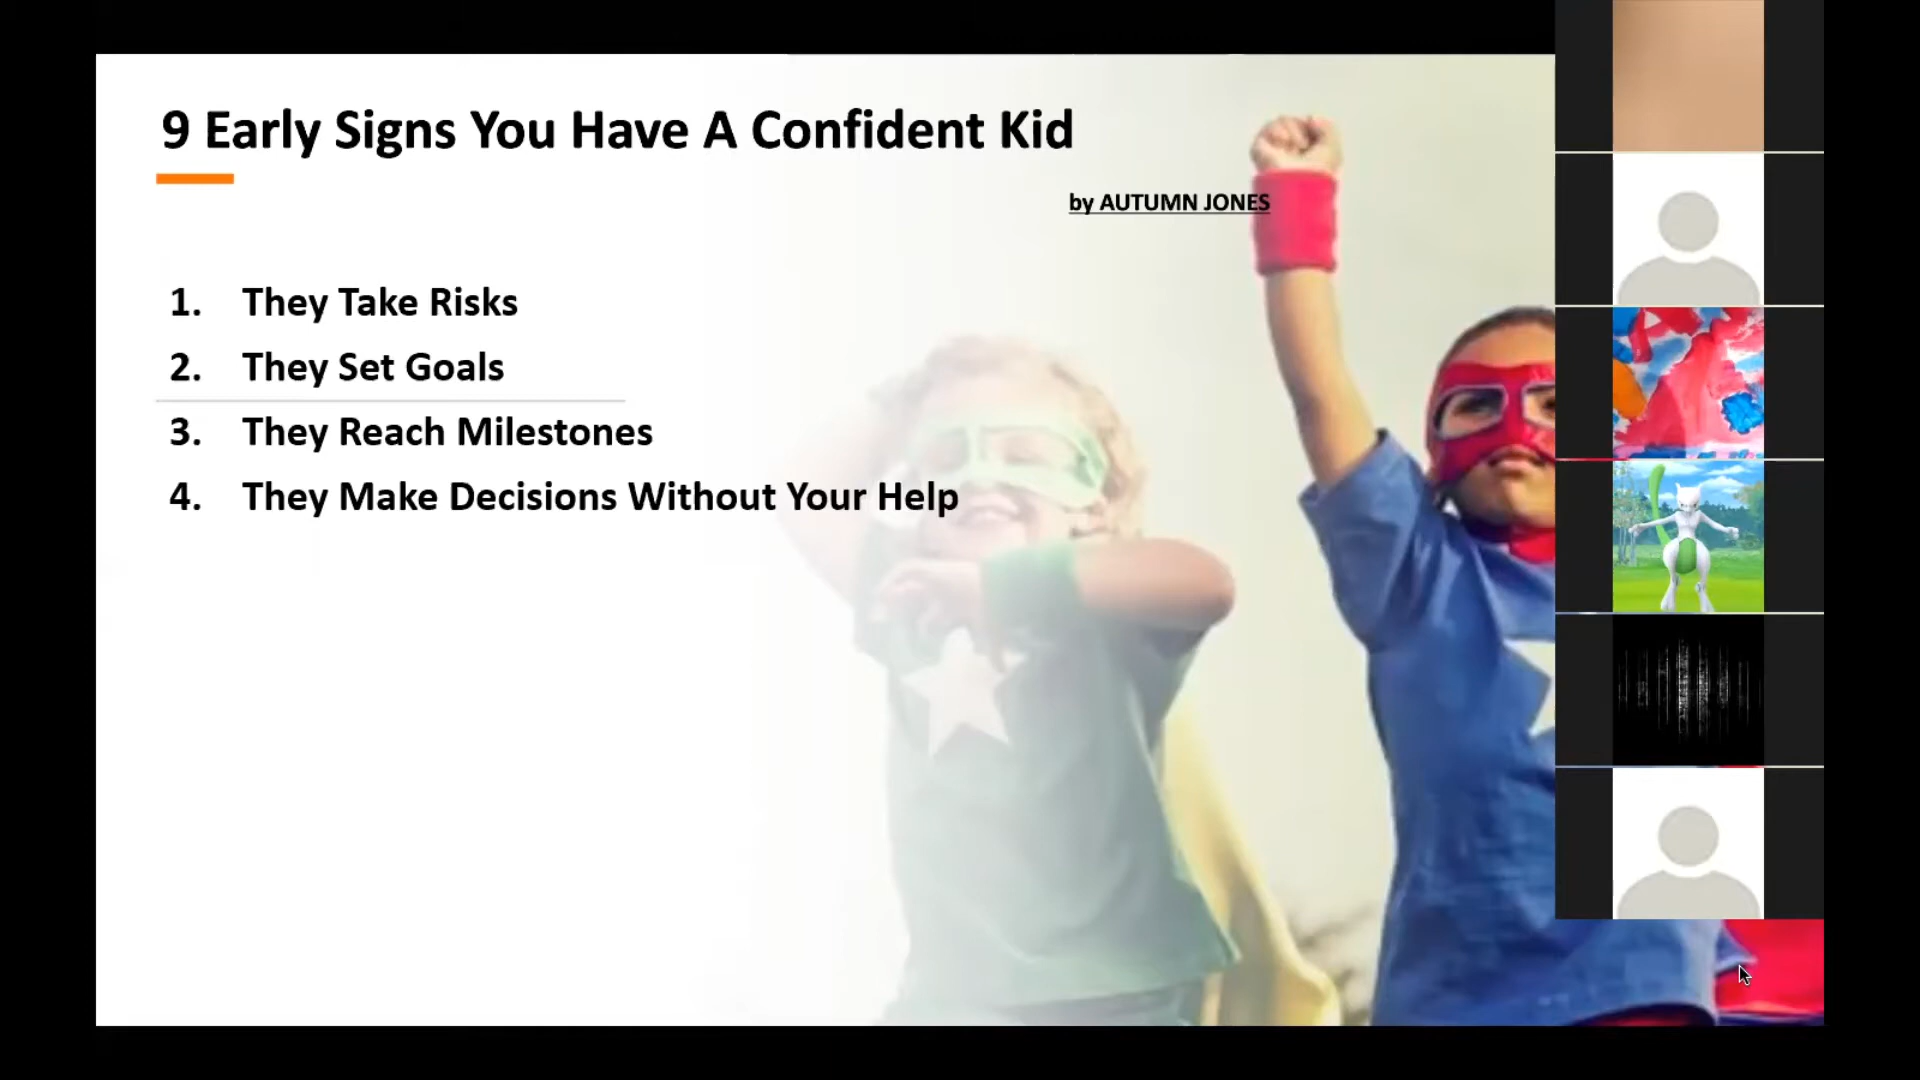 9 Early Signs You Have A Confident Kid
by AUTUMN JONES
1. They Take Risks
2. They Set Goals
3. They Reach Milestones
4. They Make Decisions Without Your Help